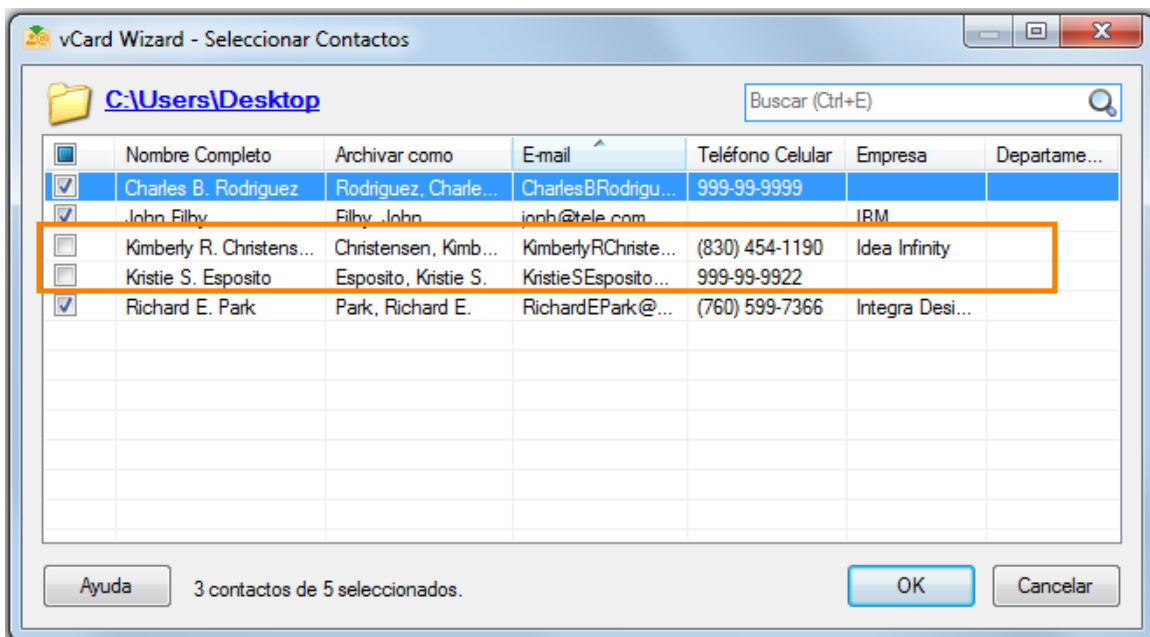 vCard Wizard - Seleccionar Contactos
C:\Users\Desktop Buscar (Ctrl+E)
Nombre Completo Archivar como E-mail Teléfono Celular Empresa Departame...
Charles B. Rodriguez Rodriguez, Charle... CharlesBRodrigu... 999-99-9999
John Filby Filby, John jonh@tele.com IBM
Kimberly R. Christens... Christensen, Kimb... KimberlyRChriste... (830) 454-1190 Idea Infinity
Kristie S. Esposito Esposito, Kristie S. KristieSEsposito... 999-99-9922
Richard E. Park Park, Richard E. RichardEPark@... (760) 599-7366 Integra Desi...
Ayuda 3 contactos de 5 seleccionados. OK Cancelar